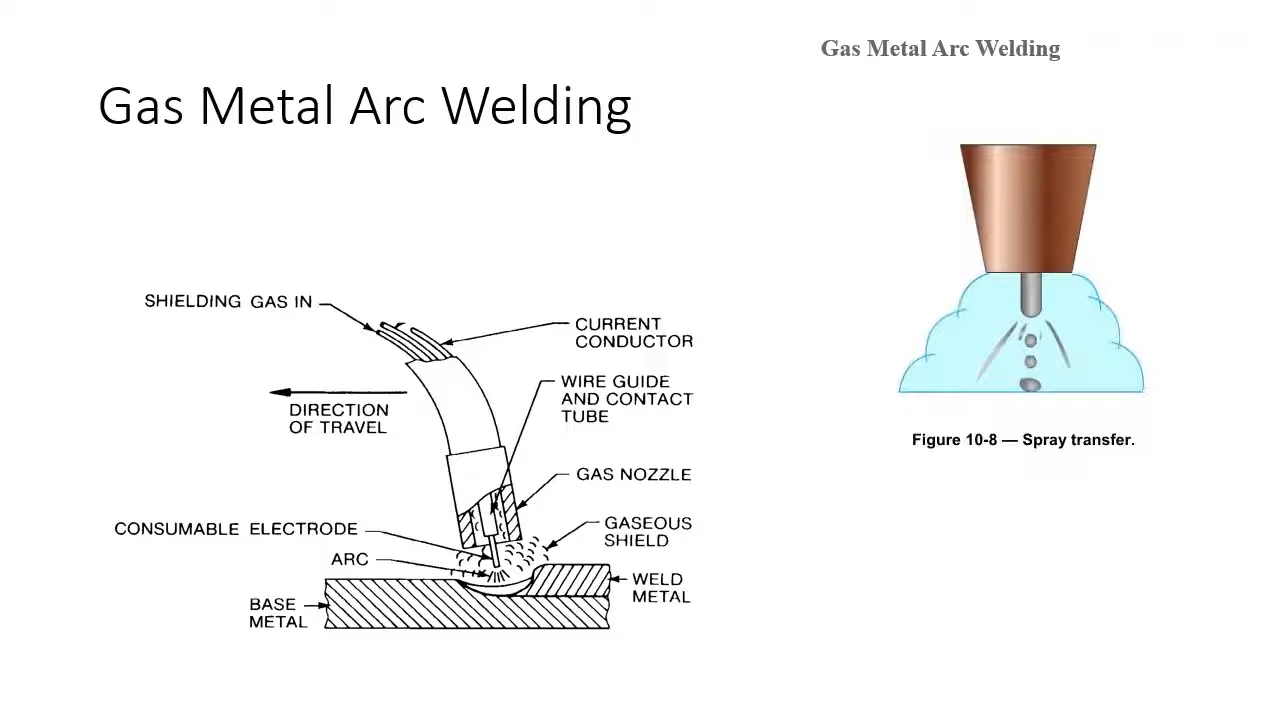 Gas Metal Arc Welding
Gas Metal Arc Welding
SHIELDING GAS IN
CURRENT
CONDUCTOR
WIRE GUIDE
AND CONTACT
TUBE
DIRECTION
OF TRAVEL
GAS NOZZLE
CONSUMABLE ELECTRODE
GASEOUS
SHIELD
ARC
WELD
METAL
BASE
METAL
Figure 10-8 — Spray transfer.